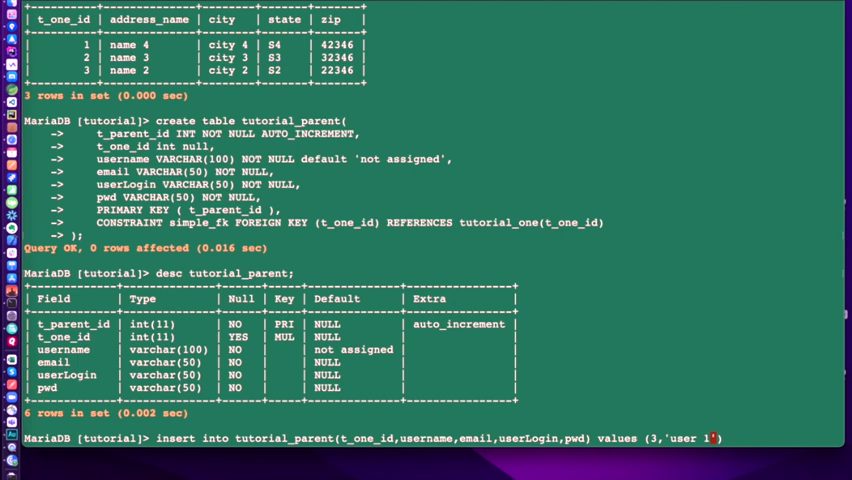 +----------+--------------+--------+-------+-------+
| t_one_id | address_name | city | state | zip |
+----------+--------------+--------+-------+-------+
| 1 | name 4 | city 4 | S4 | 42346 |
| 2 | name 3 | city 3 | S3 | 32346 |
| 3 | name 2 | city 2 | S2 | 22346 |
+----------+--------------+--------+-------+-------+
3 rows in set (0.000 sec)
MariaDB [tutorial]> create table tutorial_parent(
-> t_parent_id INT NOT NULL AUTO_INCREMENT,
-> t_one_id int null,
-> username VARCHAR(100) NOT NULL default 'not assigned',
-> email VARCHAR(50) NOT NULL,
-> userLogin VARCHAR(50) NOT NULL,
-> pwd VARCHAR(50) NOT NULL,
-> PRIMARY KEY ( t_parent_id ),
-> CONSTRAINT simple_fk FOREIGN KEY (t_one_id) REFERENCES tutorial_one(t_one_id)
-> );
Query OK, 0 rows affected (0.016 sec)
MariaDB [tutorial]> desc tutorial_parent;
+-------------+--------------+------+-----+--------------+----------------+
| Field | Type | Null | Key | Default | Extra |
+-------------+--------------+------+-----+--------------+----------------+
| t_parent_id | int(11) | NO | PRI | NULL | auto_increment |
| t_one_id | int(11) | YES | MUL | NULL | |
| username | varchar(100) | NO | | not assigned | |
| email | varchar(50) | NO | | NULL | |
| userLogin | varchar(50) | NO | | NULL | |
| pwd | varchar(50) | NO | | NULL | |
+-------------+--------------+------+-----+--------------+----------------+
6 rows in set (0.002 sec)
MariaDB [tutorial]> insert into tutorial_parent(t_one_id,username,email,userLogin,pwd) values (3,'user 1')